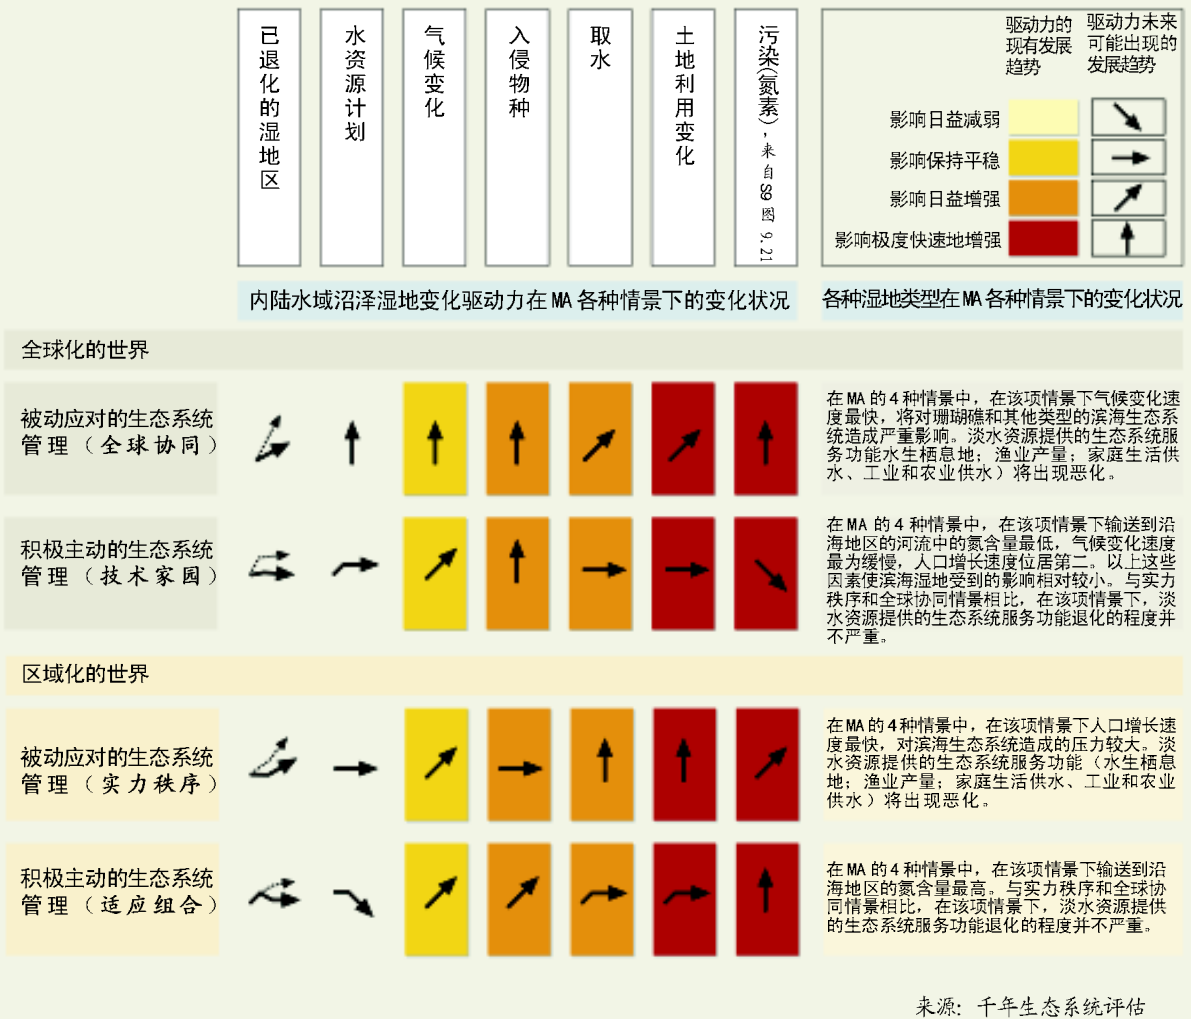 已退化的湿地区
水资源计划
气候变化
入侵物种
取水
土地利用变化
污染(氮素)，来自S9图 9.21
驱动力的
现有发展
趋势
驱动力未来
可能出现的
发展趋势
影响日益减弱
影响保持平稳
影响日益增强
影响极度快速地增强
内陆水域沼泽湿地变化驱动力在MA各种情景下的变化状况
各种湿地类型在MA各种情景下的变化状况
全球化的世界
被动应对的生态系统
管理（全球协同）
在MA的4种情景中，在该项情景下气候变化速
度最快，将对珊瑚礁和其他类型的滨海生态系
统造成严重影响。淡水资源提供的生态系统服
务功能水生栖息地；渔业产量；家庭生活供
水、工业和农业供水）将出现恶化。
积极主动的生态系统
管理（技术家园）
在MA的4种情景中，在该项情景下输送到沿
海地区的河流中的氮含量最低，气候变化速度
最为缓慢，人口增长速度位居第二。以上这些
因素使滨海湿地受到的影响相对较小。与实力
秩序和全球协同情景相比，在该项情景下，淡
水资源提供的生态系统服务功能退化的程度并
不严重。
区域化的世界
被动应对的生态系统
管理（实力秩序）
在MA的4种情景中，在该项情景下人口增长速
度最快，对滨海生态系统造成的压力较大。淡
水资源提供的生态系统服务功能（水生栖息
地；渔业产量；家庭生活供水、工业和农业
供水）将出现恶化。
积极主动的生态系统
管理（适应组合）
在MA的4种情景中，在该项情景下输送到沿
海地区的氮含量最高。与实力秩序和全球协
同情景相比，在该项情景下，淡水资源提供
的生态系统服务功能退化的程度并不严重。
来源：千年生态系统评估